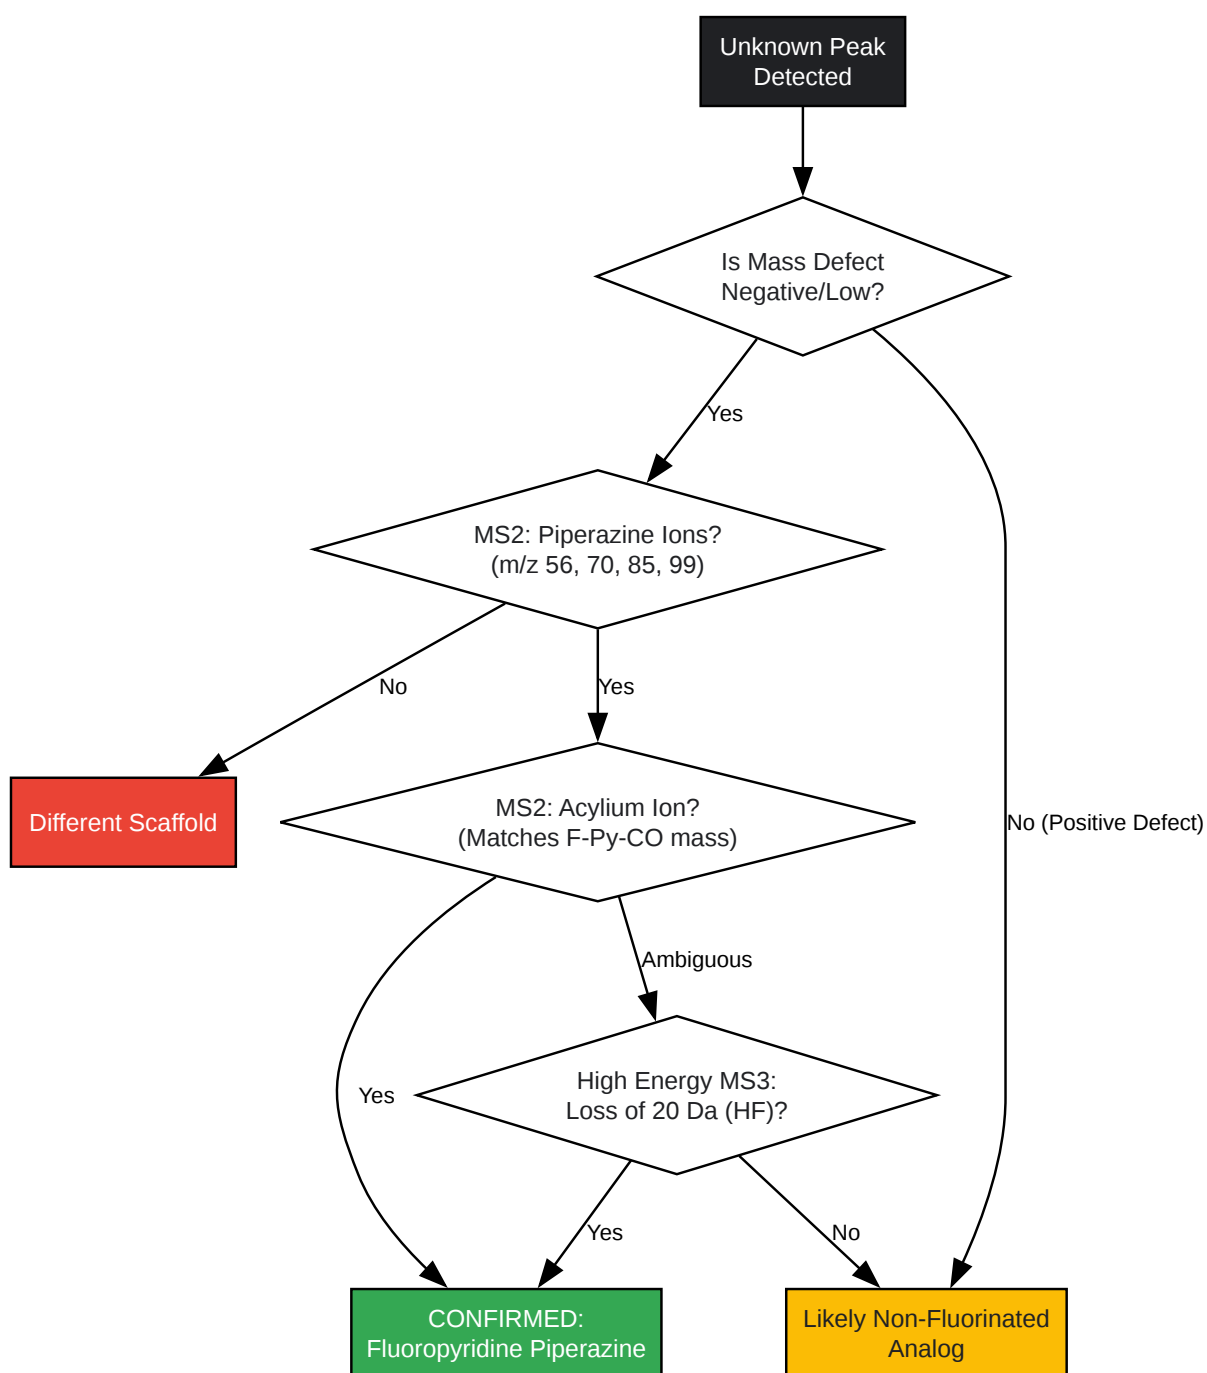 Unknown Peak
Detected
Is Mass Defect
Negative/Low?
Yes
MS2: Piperazine Ions?
(m/z 56, 70, 85, 99)
No
Yes
Different Scaffold
MS2: Acylium Ion?
(Matches F-Py-CO mass)
No (Positive Defect)
Ambiguous
Yes
High Energy MS3:
Loss of 20 Da (HF)?
Yes
No
CONFIRMED:
Fluoropyridine Piperazine
Likely Non-Fluorinated
Analog